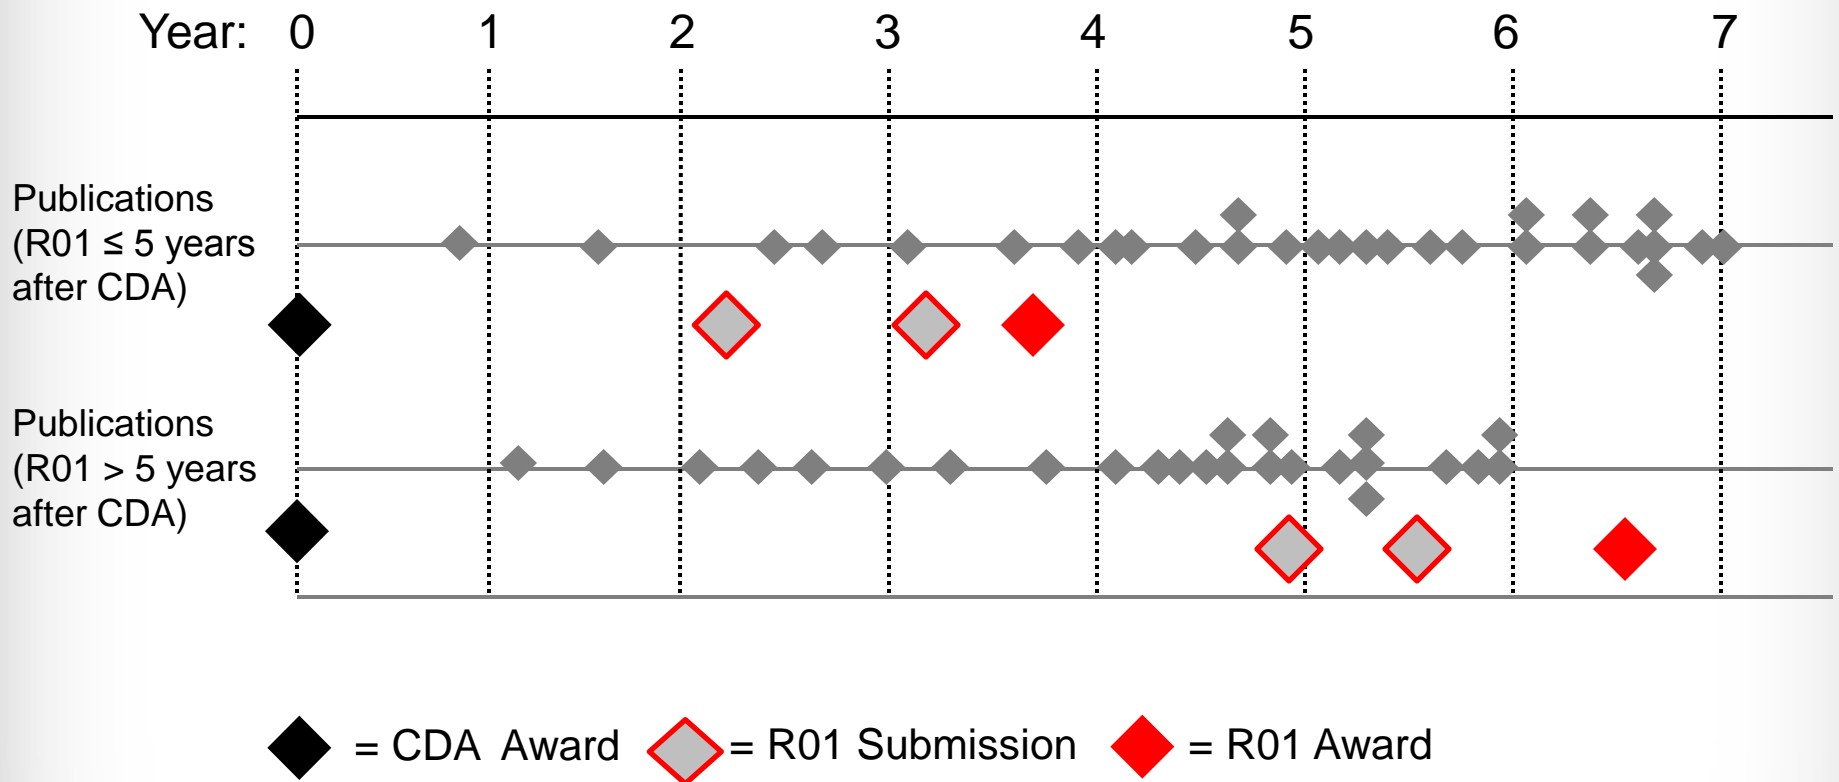 Year: 0 1 2 3 4 5 6 7
Publications
(R01 ≤ 5 years
after CDA)
Publications
(R01 > 5 years
after CDA)
= CDA Award = R01 Submission = R01 Award